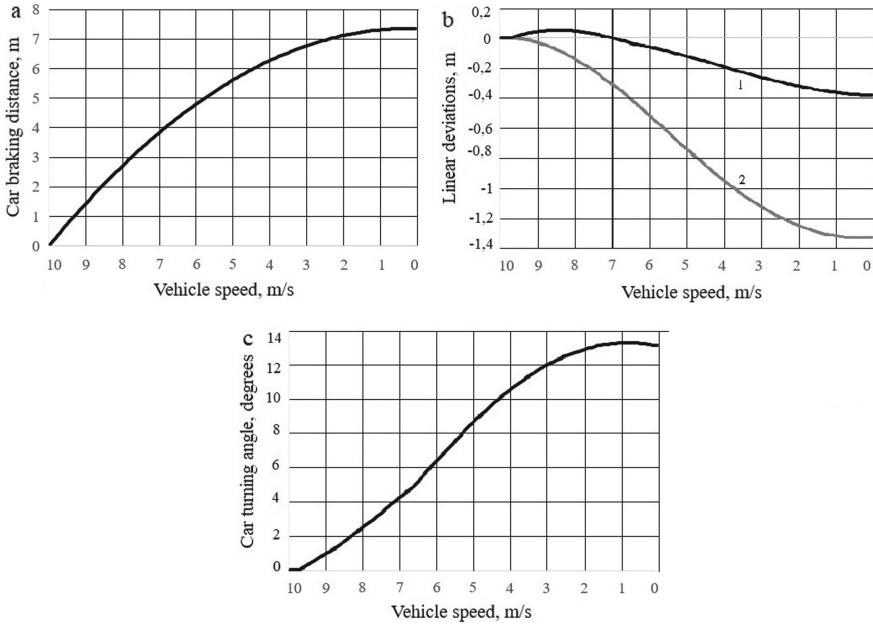 a
Car braking distance, m
8
7
6
5
4
3
2
1
0
10 9 8 7 6 5 4 3 2 1 0
Vehicle speed, m/s
b
Linear deviations, m
0,2
0
-0,2
-0,4
-0,6
-0,8
-1
-1,2
-1,4
1
2
10 9 8 7 6 5 4 3 2 1 0
Vehicle speed, m/s
c
Car turning angle, degrees
14
12
10
8
6
4
2
0
10 9 8 7 6 5 4 3 2 1 0
Vehicle speed, m/s